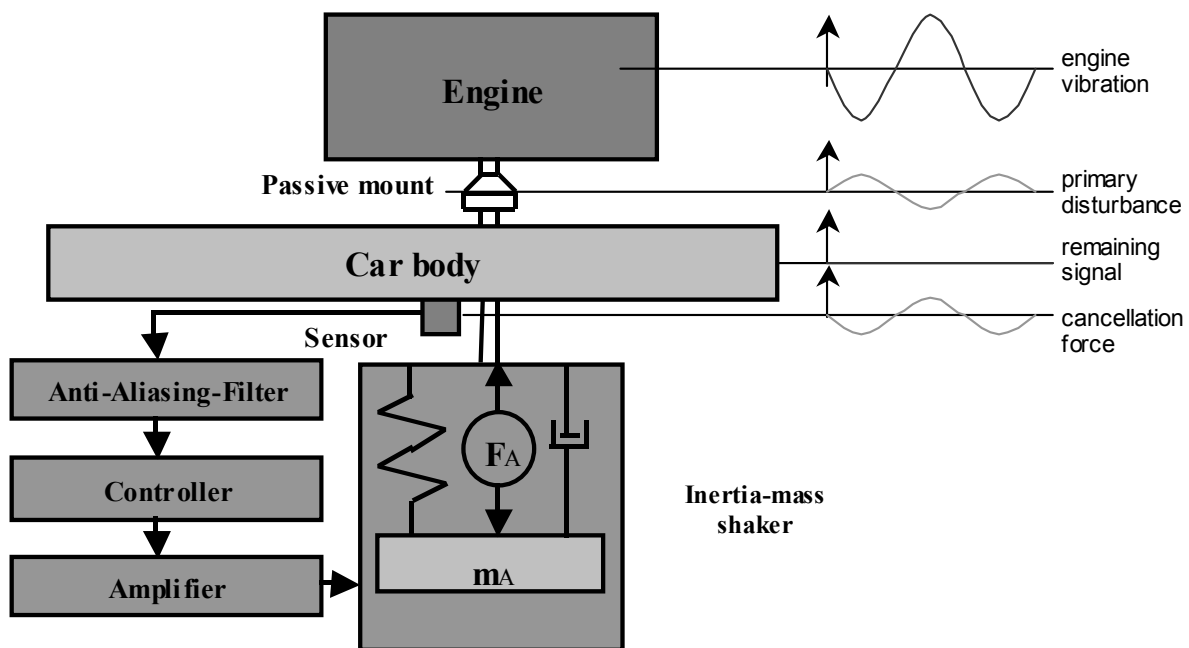 Engine
engine
vibration
Passive mount
primary
disturbance
Car body
remaining
signal
Sensor
cancellation
force
Anti-Aliasing-Filter
FA
Controller
Inertia-mass
shaker
Amplifier
mA